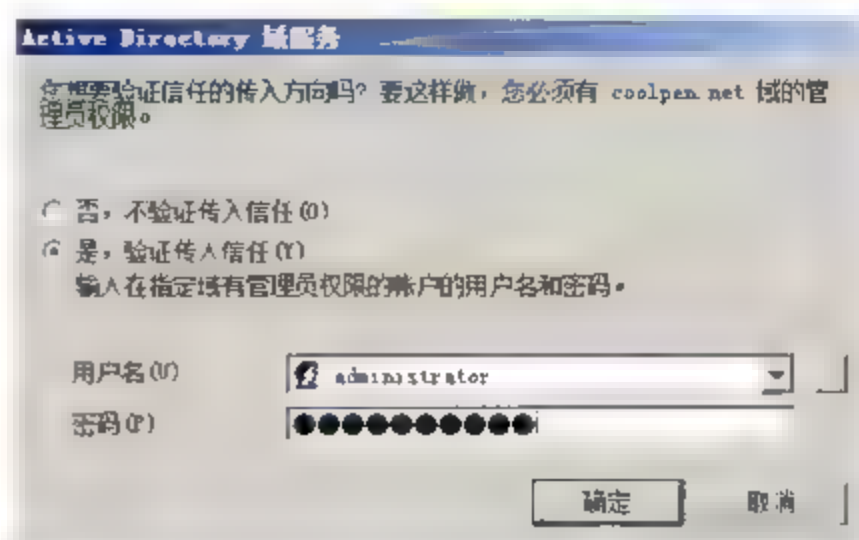 Active Directory 域服务
您想要验证信任的传入方向吗? 要这样做，您必须有 coolpen.net 域的管
理员权限。
否，不验证传入信任(O)
是，验证传入信任(Y)
输入在指定域有管理员权限的账户的用户名和密码。
用户名(U)
administrator
密码(P)
确定
取消